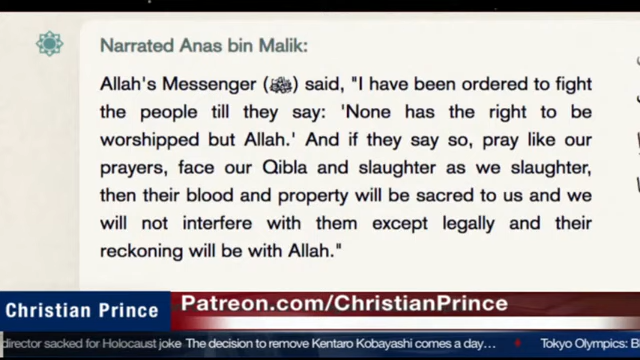 Narrated Anas bin Malik:
Allah's Messenger (ﷺ) said, "I have been ordered to fight
the people till they say: 'None has the right to be
worshipped but Allah.' And if they say so, pray like our
prayers, face our Qibla and slaughter as we slaughter,
then their blood and property will be sacred to us and we
will not interfere with them except legally and their
reckoning will be with Allah."
Christian Prince
Patreon.com/ChristianPrince
director sacked for Holocaust joke The decision to remove Kentaro Kobayashi comes a day... Tokyo Olympics: